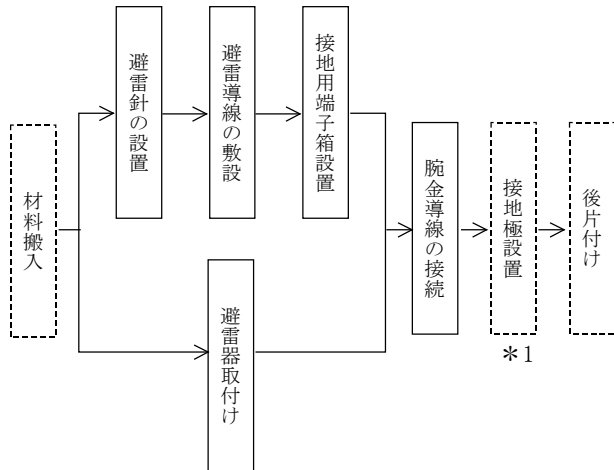 材料搬入
避雷針の設置
避雷導線の敷設
接地用端子箱設置
避雷器取付け
腕金導線の接続
接地極設置
＊1
後片付け